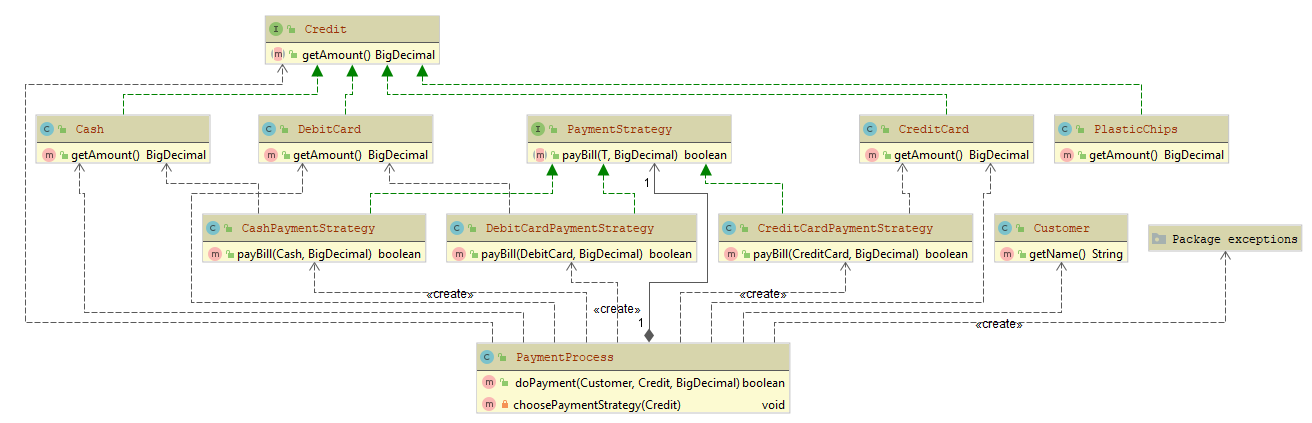 I Credit
m getAmount() BigDecimal
C Cash
m getAmount() BigDecimal
C DebitCard
m getAmount() BigDecimal
I PaymentStrategy
m payBill(T, BigDecimal) boolean
C CreditCard
m getAmount() BigDecimal
C PlasticChips
m getAmount() BigDecimal
1
C CashPaymentStrategy
m payBill(Cash, BigDecimal) boolean
C DebitCardPaymentStrategy
m payBill(DebitCard, BigDecimal) boolean
C CreditCardPaymentStrategy
m payBill(CreditCard, BigDecimal) boolean
C Customer
m getName() String
Package exceptions
«create»
«create»
«create»
1
«create»
C PaymentProcess
m doPayment(Customer, Credit, BigDecimal) boolean
m choosePaymentStrategy(Credit) void